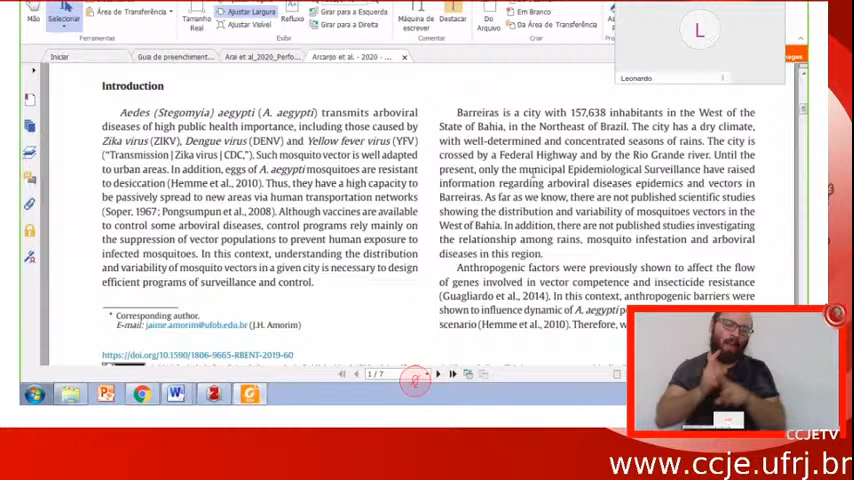 Mão
Selecionar
Área de Transferência
Tamanho
Real
Ajustar Largura
Ajustar Visível
Refluxo
Girar para a Esquerda
Girar para a Direita
Máquina de
escrever
Destacar
Do
Arquivo
Em Branco
Da Área de Transferência
Ferramentas
Exibir
Comentar
Criar
L
Leonardo
Iniciar
Guia de preenchiment...
Arai et al_2020_Perfo...
Arcanjo et al. - 2020 - ...
Introduction
Aedes (Stegomyia) aegypti (A. aegypti) transmits arboviral
diseases of high public health importance, including those caused by
Zika virus (ZIKV), Dengue virus (DENV) and Yellow fever virus (YFV)
(“Transmission | Zika virus | CDC,”). Such mosquito vector is well adapted
to urban areas. In addition, eggs of A. aegypti mosquitoes are resistant
to desiccation (Hemme et al., 2010). Thus, they have a high capacity to
be passively spread to new areas via human transportation networks
(Soper, 1967; Pongsumpun et al., 2008). Although vaccines are available
to control some arboviral diseases, control programs rely mainly on
the suppression of vector populations to prevent human exposure to
infected mosquitoes. In this context, understanding the distribution
and variability of mosquito vectors in a given city is necessary to design
efficient programs of surveillance and control.
* Corresponding author.
E-mail: jaime.amorim@ufob.edu.br (J.H. Amorim)
https://doi.org/10.1590/1806-9665-RBENT-2019-60
Barreiras is a city with 157,638 inhabitants in the West of the
State of Bahia, in the Northeast of Brazil. The city has a dry climate,
with well-determined and concentrated seasons of rains. The city is
crossed by a Federal Highway and by the Rio Grande river. Until the
present, only the municipal Epidemiological Surveillance have raised
information regarding arboviral diseases epidemics and vectors in
Barreiras. As far as we know, there are not published scientific studies
showing the distribution and variability of mosquitoes vectors in the
West of Bahia. In addition, there are not published studies investigating
the relationship among rains, mosquito infestation and arboviral
diseases in this region.
Anthropogenic factors were previously shown to affect the flow
of genes involved in vector competence and insecticide resistance
(Guagliardo et al., 2014). In this context, anthropogenic barriers were
shown to influence dynamic of A. aegypti
scenario (Hemme et al., 2010). Therefore,
1 / 7
CCJETV
www.ccje.ufrj.br